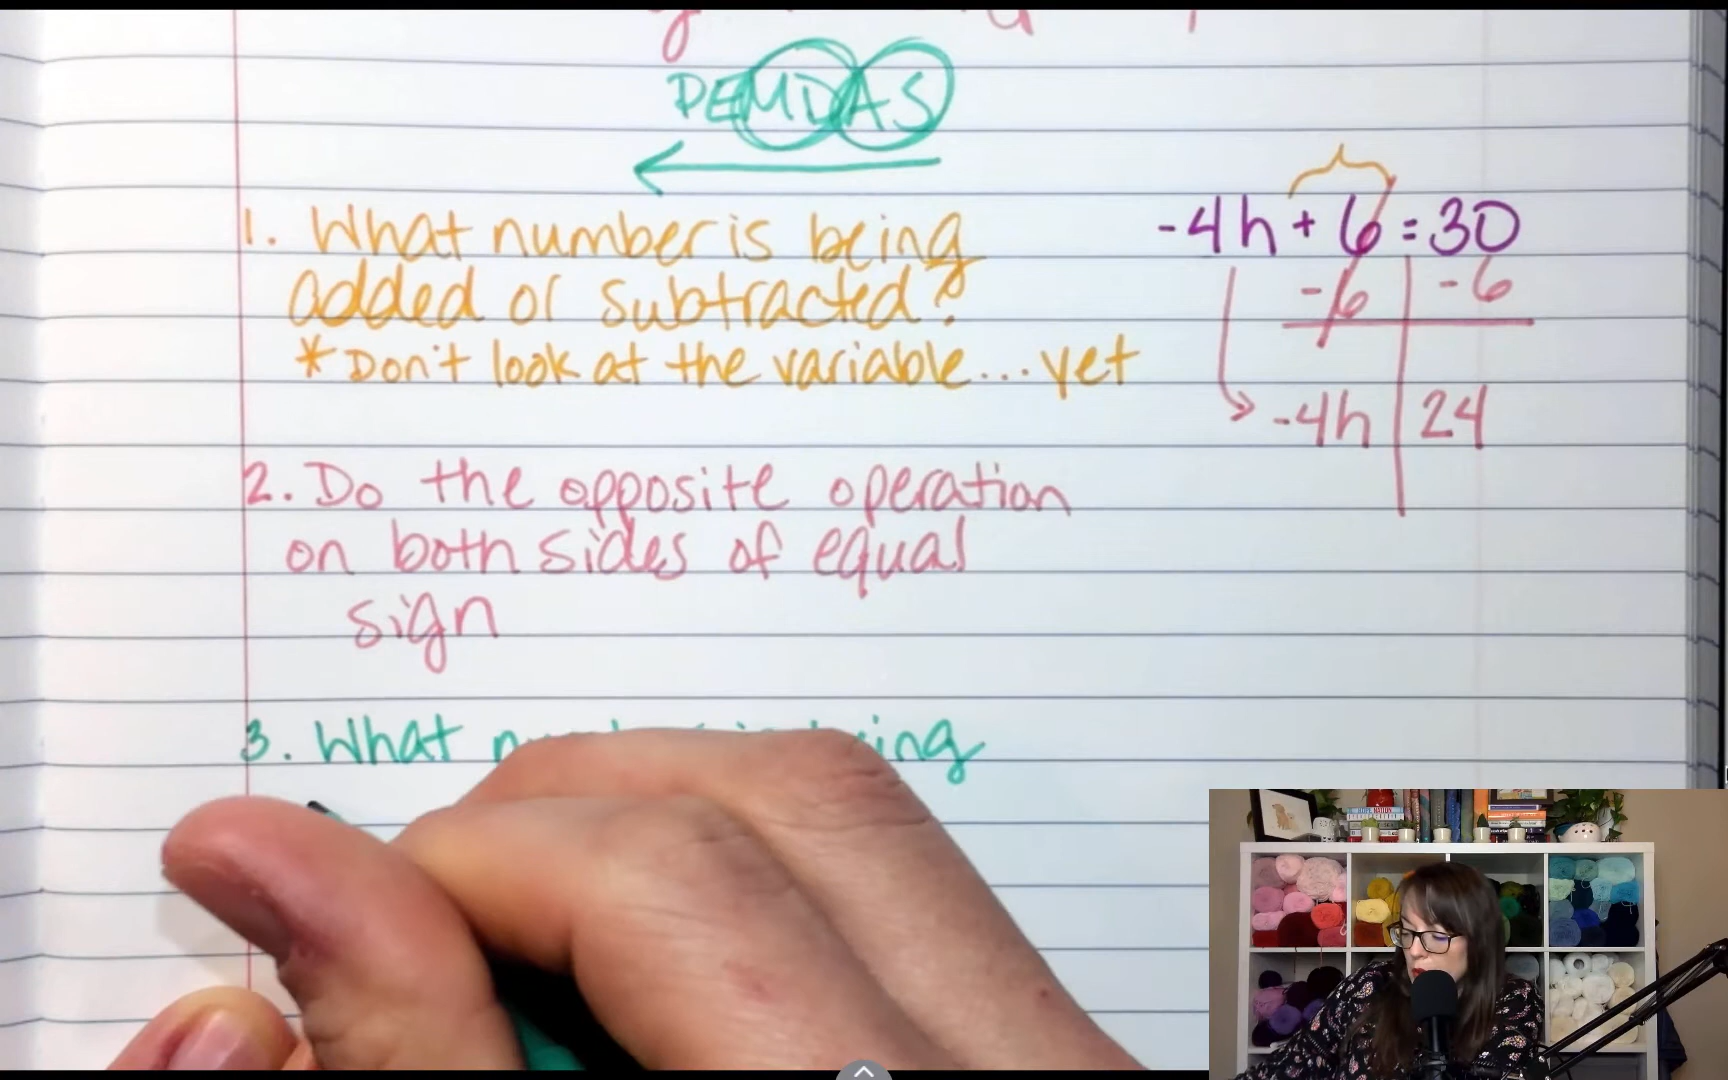 PEMDAS
1. What number is being
added or subtracted?
*Don't look at the variable...yet
2. Do the opposite operation
on both sides of equal
sign
3. What being
-4h + 6 = 30
-6 -6
-4h 24